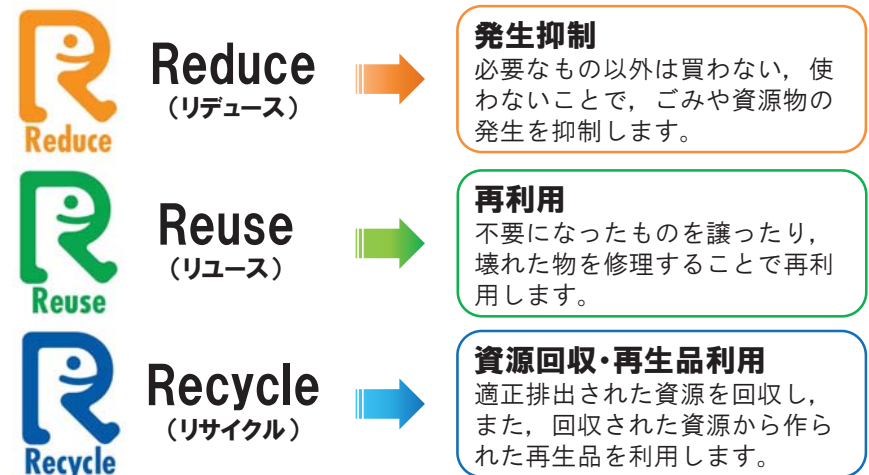 Reduce
Reduce
（リデュース）
発生抑制
必要なもの以外は買わない，使
わないことで，ごみや資源物の
発生を抑制します。
Reuse
Reuse
（リユース）
再利用
不要になったものを譲ったり，
壊れた物を修理することで再利
用します。
Recycle
Recycle
（リサイクル）
資源回収・再生品利用
適正排出された資源を回収し，
また，回収された資源から作ら
れた再生品を利用します。